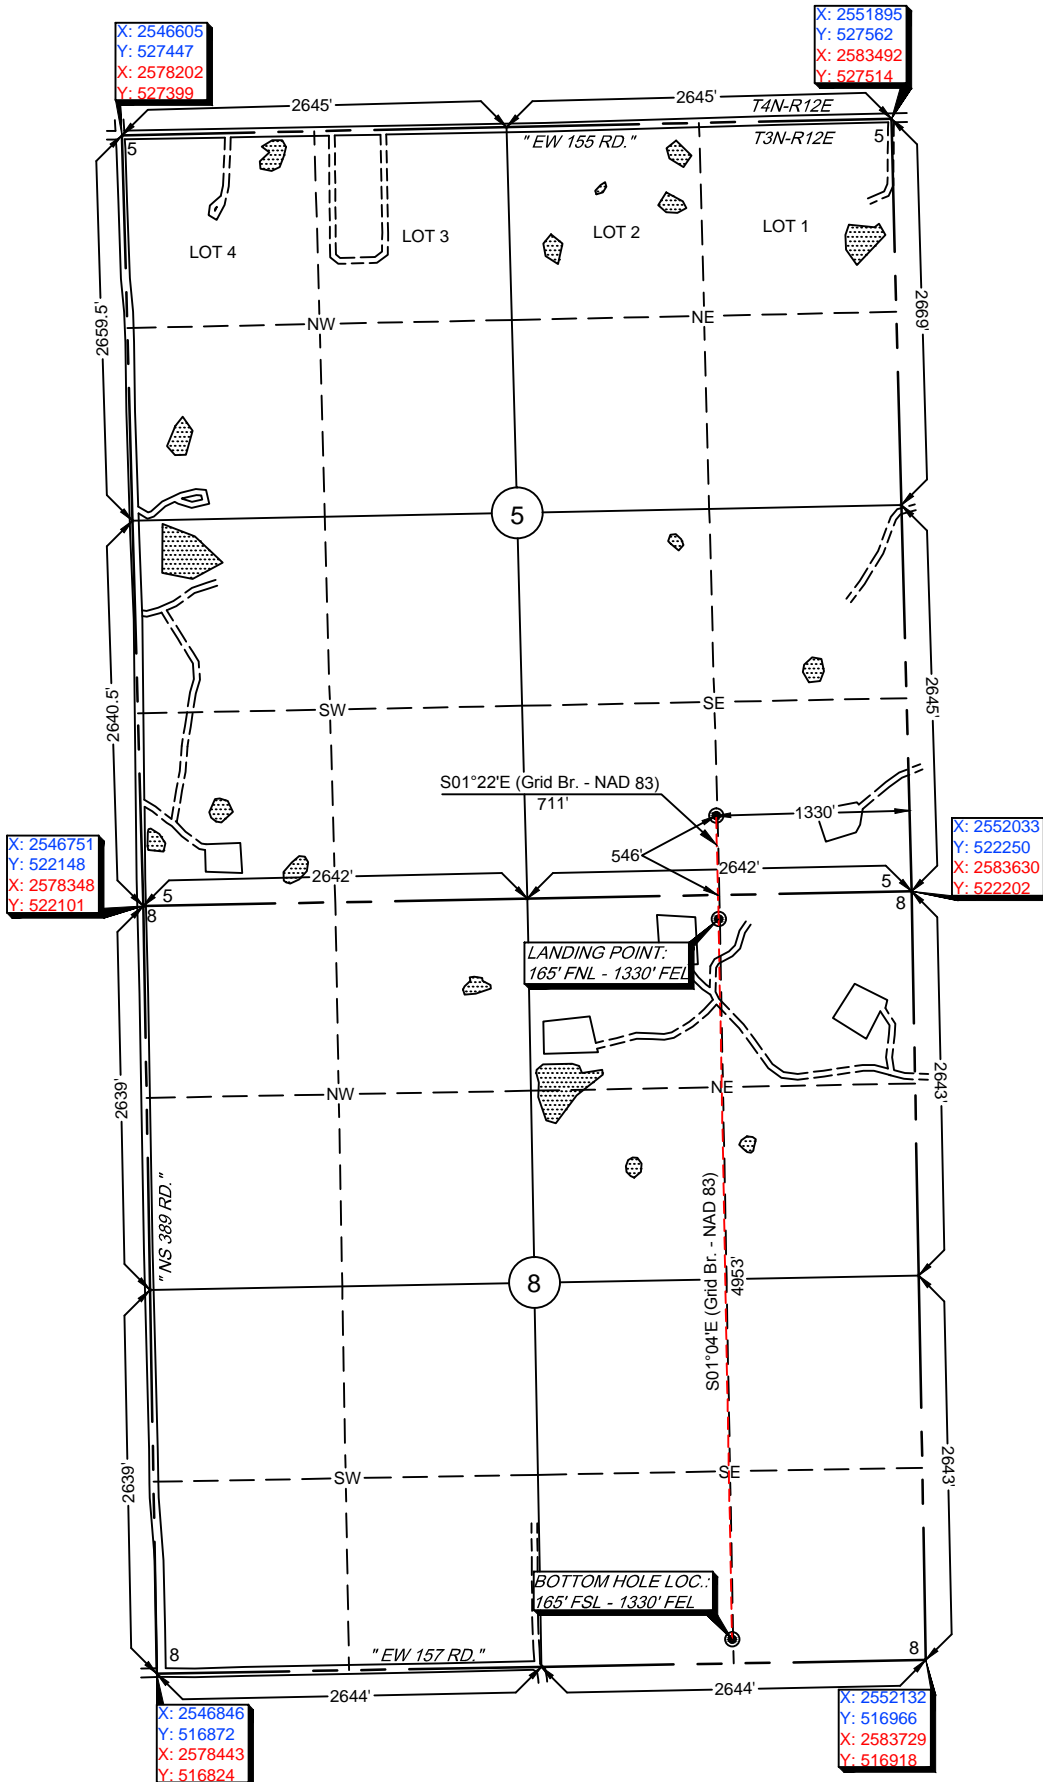 X: 2546605
Y: 527447
X: 2578202
Y: 527399
X: 2551895
Y: 527562
X: 2583492
Y: 527514
2645'
2645'
T4N-R12E
5
" EW 155 RD."
T3N-R12E
5
LOT 4
LOT 3
LOT 2
LOT 1
2659.5'
NW
NE
2669'
5
2640.5'
SW
SE
2645'
S01°22'E (Grid Br. - NAD 83)
711'
1330'
546'
X: 2546751
Y: 522148
X: 2578348
Y: 522101
X: 2552033
Y: 522250
X: 2583630
Y: 522202
2642'
2642'
5
5
8
8
LANDING POINT:
165' FNL - 1330' FEL
2639'
NW
NE
2643'
" NS 389 RD."
S01°04'E (Grid Br. - NAD 83)
4953'
8
2639'
SW
SE
2643'
BOTTOM HOLE LOC.:
165' FSL - 1330' FEL
8
" EW 157 RD."
8
2644'
2644'
X: 2546846
Y: 516872
X: 2578443
Y: 516824
X: 2552132
Y: 516966
X: 2583729
Y: 516918